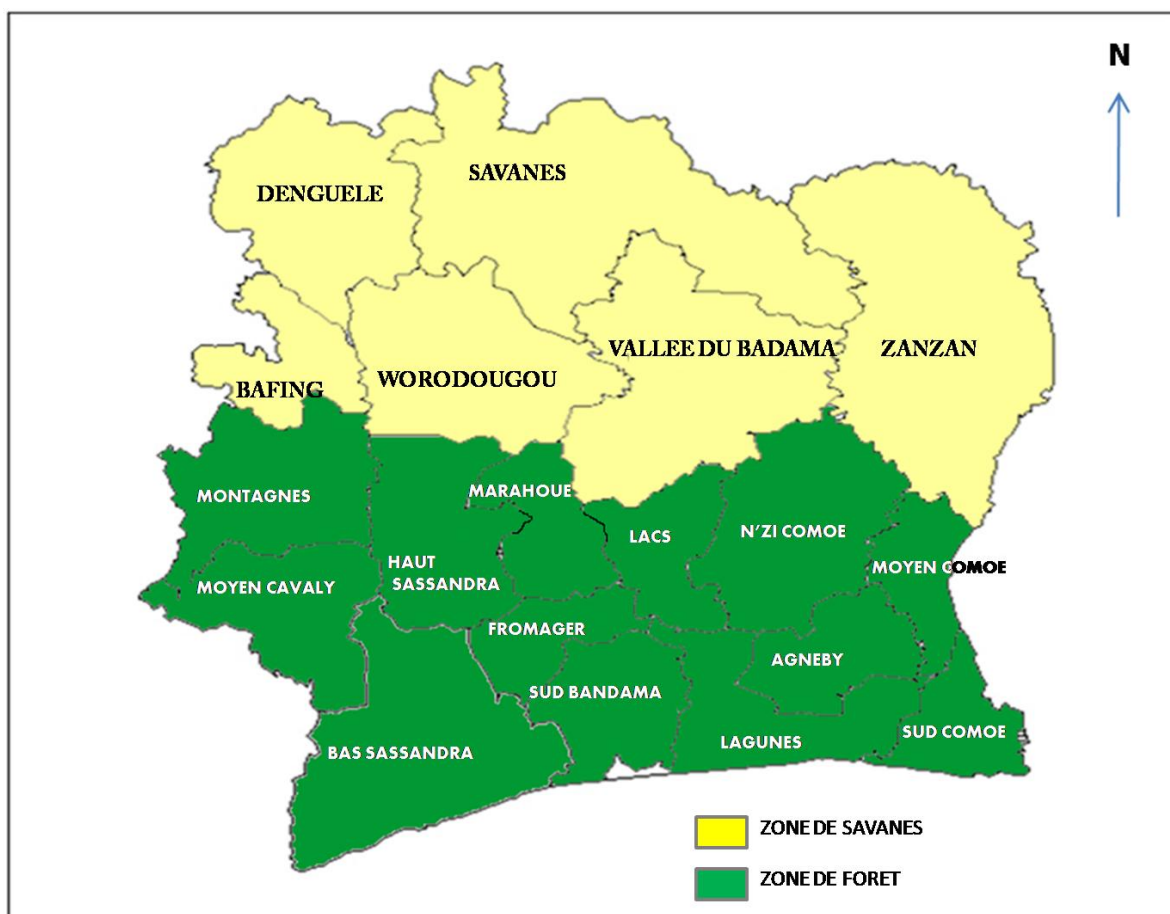 N
DENGUELE
SAVANES
VALLEE DU BADAMA
ZANZAN
BAFING
WORODOUGOU
MONTAGNES
MARAHOUE
LACS
N'ZI COMOE
MOYEN COMOE
HAUT
SASSANDRA
MOYEN CAVALY
FROMAGER
AGNEBY
SUD BANDAMA
BAS SASSANDRA
LAGUNES
SUD COMOE
ZONE DE SAVANES
ZONE DE FORET